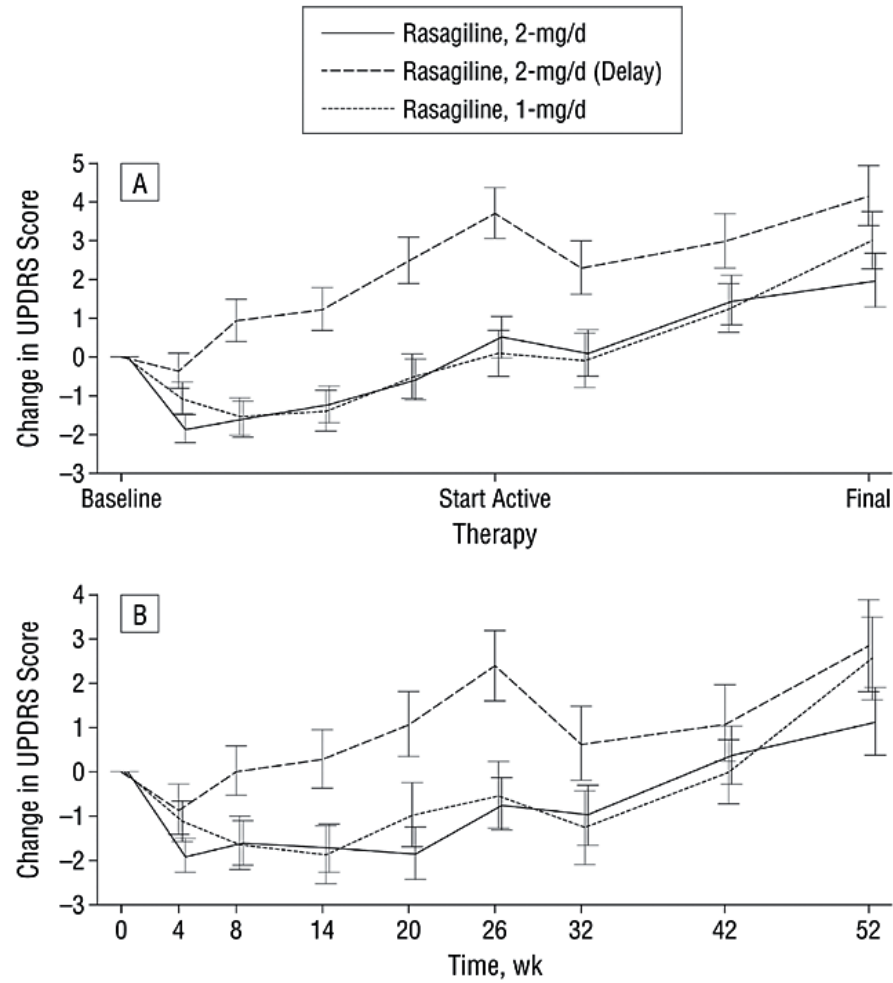 Rasagiline, 2-mg/d
Rasagiline, 2-mg/d (Delay)
Rasagiline, 1-mg/d
A
Change in UPDRS Score
5
4
3
2
1
0
–1
–2
–3
Baseline
Start Active
Final
Therapy
B
Change in UPDRS Score
4
3
2
1
0
–1
–2
–3
0 4 8 14 20 26 32 42 52
Time, wk